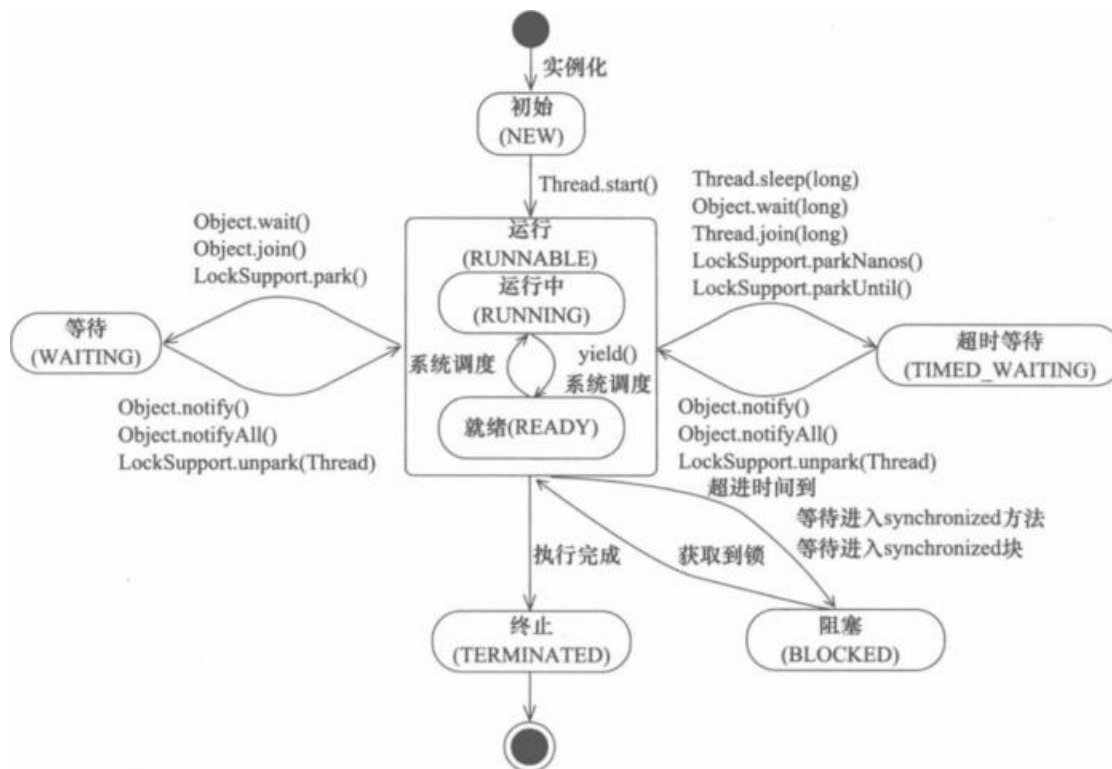 实例化
初始
(NEW)
Thread.start()
Thread.sleep(long)
Object.wait(long)
Thread.join(long)
LockSupport.parkNanos()
LockSupport.parkUntil()
Object.wait()
Object.join()
LockSupport.park()
运行
(RUNNABLE)
运行中
(RUNNING)
等待
(WAITING)
系统调度
yield()
系统调度
超时等待
(TIMED_WAITING)
就绪(READY)
Object.notify()
Object.notifyAll()
LockSupport.unpark(Thread)
Object.notify()
Object.notifyAll()
LockSupport.unpark(Thread)
超进时间到
等待进入synchronized方法
等待进入synchronized块
执行完成
获取到锁
终止
(TERMINATED)
阻塞
(BLOCKED)